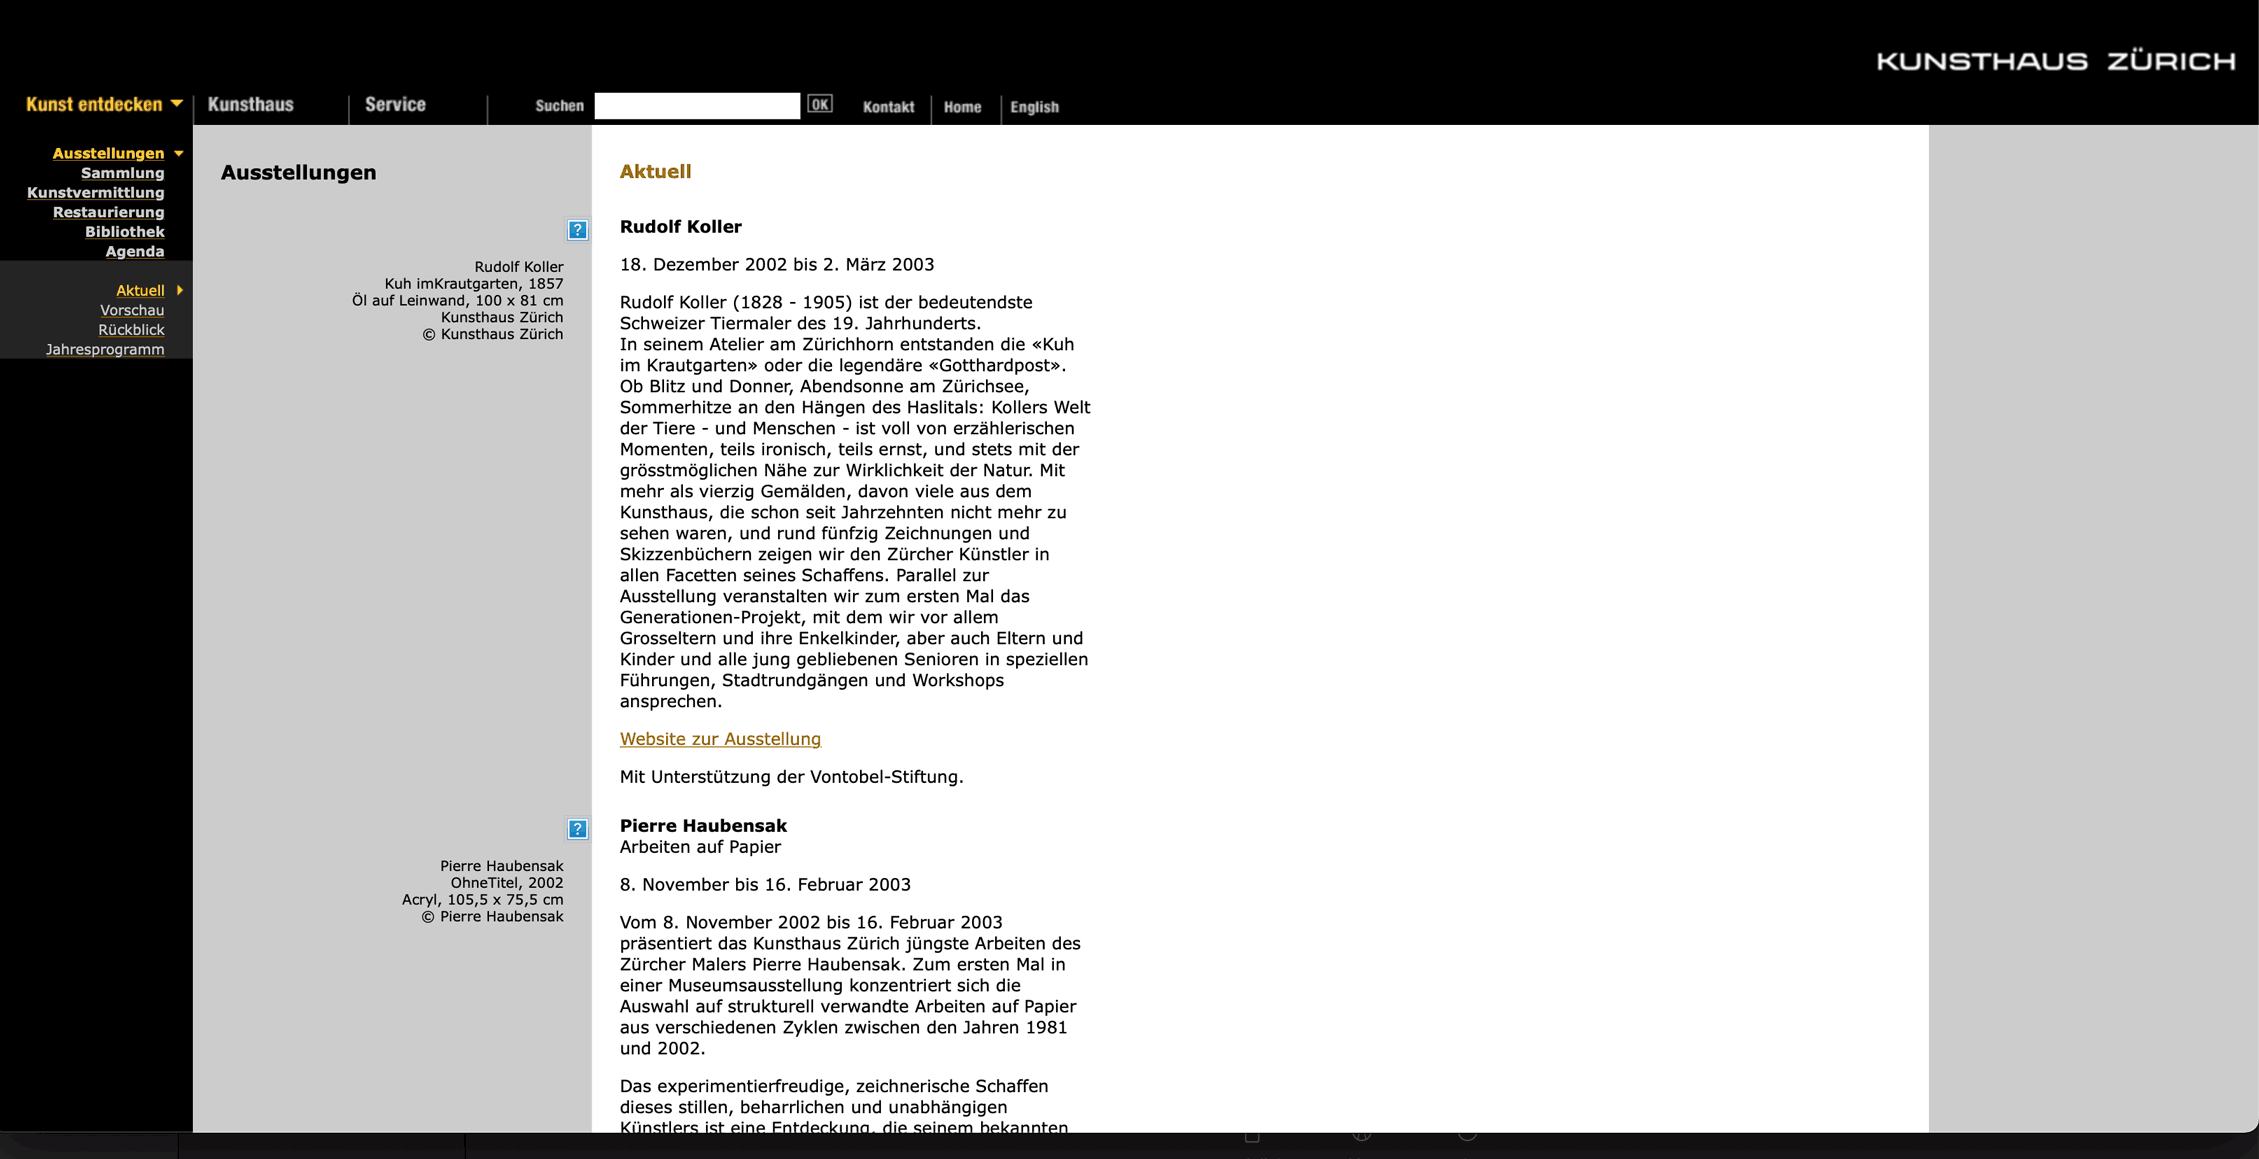 KUNSTHAUS ZÜRICH
Kunst entdecken
Kunsthaus
Service
Suchen
OK
Kontakt
Home
English
Ausstellungen
Sammlung
Kunstvermittlung
Restaurierung
Bibliothek
Agenda
Aktuell
Vorschau
Rückblick
Jahresprogramm
Ausstellungen
?
Rudolf Koller
Kuh imKrautgarten, 1857
Öl auf Leinwand, 100 x 81 cm
Kunsthaus Zürich
© Kunsthaus Zürich
Aktuell
Rudolf Koller
18. Dezember 2002 bis 2. März 2003
Rudolf Koller (1828 - 1905) ist der bedeutendste
Schweizer Tiermaler des 19. Jahrhunderts.
In seinem Atelier am Zürichhorn entstanden die «Kuh
im Krautgarten» oder die legendäre «Gotthardpost».
Ob Blitz und Donner, Abendsonne am Zürichsee,
Sommerhitze an den Hängen des Haslitals: Kollers Welt
der Tiere - und Menschen - ist voll von erzählerischen
Momenten, teils ironisch, teils ernst, und stets mit der
grösstmöglichen Nähe zur Wirklichkeit der Natur. Mit
mehr als vierzig Gemälden, davon viele aus dem
Kunsthaus, die schon seit Jahrzehnten nicht mehr zu
sehen waren, und rund fünfzig Zeichnungen und
Skizzenbüchern zeigen wir den Zürcher Künstler in
allen Facetten seines Schaffens. Parallel zur
Ausstellung veranstalten wir zum ersten Mal das
Generationen-Projekt, mit dem wir vor allem
Grosseltern und ihre Enkelkinder, aber auch Eltern und
Kinder und alle jung gebliebenen Senioren in speziellen
Führungen, Stadtrundgängen und Workshops
ansprechen.
Website zur Ausstellung
Mit Unterstützung der Vontobel-Stiftung.
?
Pierre Haubensak
OhneTitel, 2002
Acryl, 105,5 x 75,5 cm
© Pierre Haubensak
Pierre Haubensak
Arbeiten auf Papier
8. November bis 16. Februar 2003
Vom 8. November 2002 bis 16. Februar 2003
präsentiert das Kunsthaus Zürich jüngste Arbeiten des
Zürcher Malers Pierre Haubensak. Zum ersten Mal in
einer Museumsausstellung konzentriert sich die
Auswahl auf strukturell verwandte Arbeiten auf Papier
aus verschiedenen Zyklen zwischen den Jahren 1981
und 2002.
Das experimentierfreudige, zeichnerische Schaffen
dieses stillen, beharrlichen und unabhängigen
Künstlers ist eine Entdeckung, die seinem bekannten